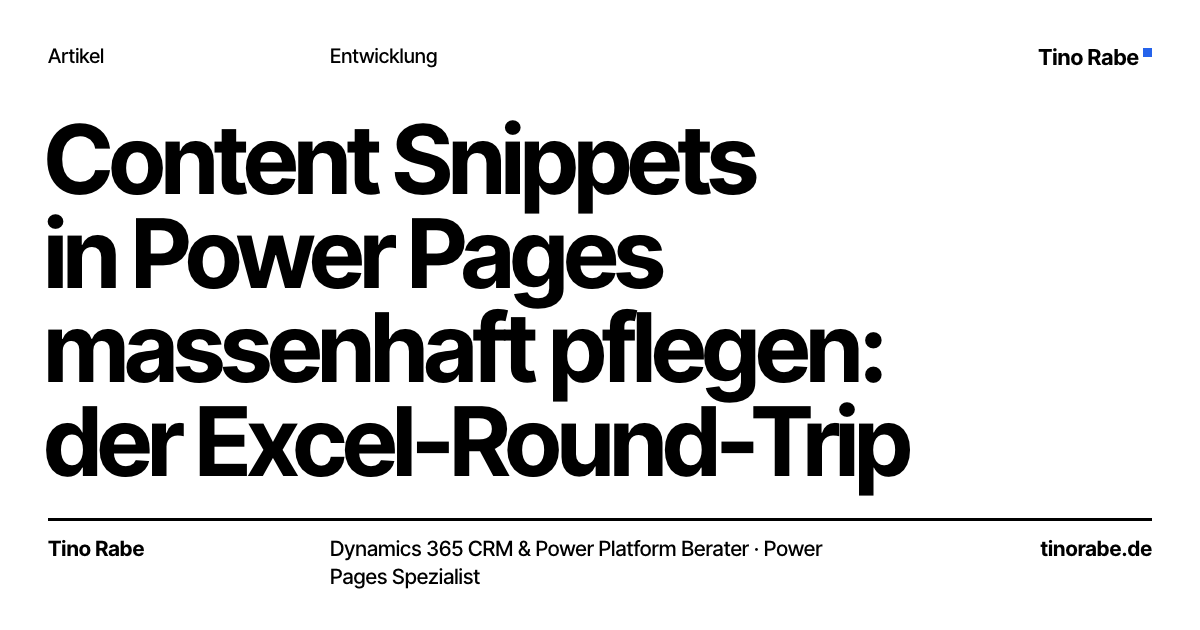 Artikel
Entwicklung
Tino Rabe
Content Snippets
in Power Pages
massenhaft pflegen:
der Excel-Round-Trip
Tino Rabe
Dynamics 365 CRM & Power Platform Berater · Power
Pages Spezialist
tinorabe.de